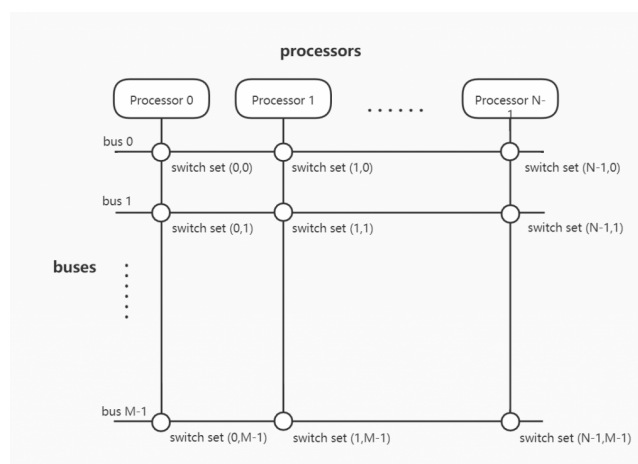 processors
Processor 0
Processor 1
......
Processor N-
1
bus 0
switch set (0,0)
switch set (1,0)
switch set (N-1,0)
bus 1
switch set (0,1)
switch set (1,1)
switch set (N-1,1)
buses
bus M-1
switch set (0,M-1)
switch set (1,M-1)
switch set (N-1,M-1)